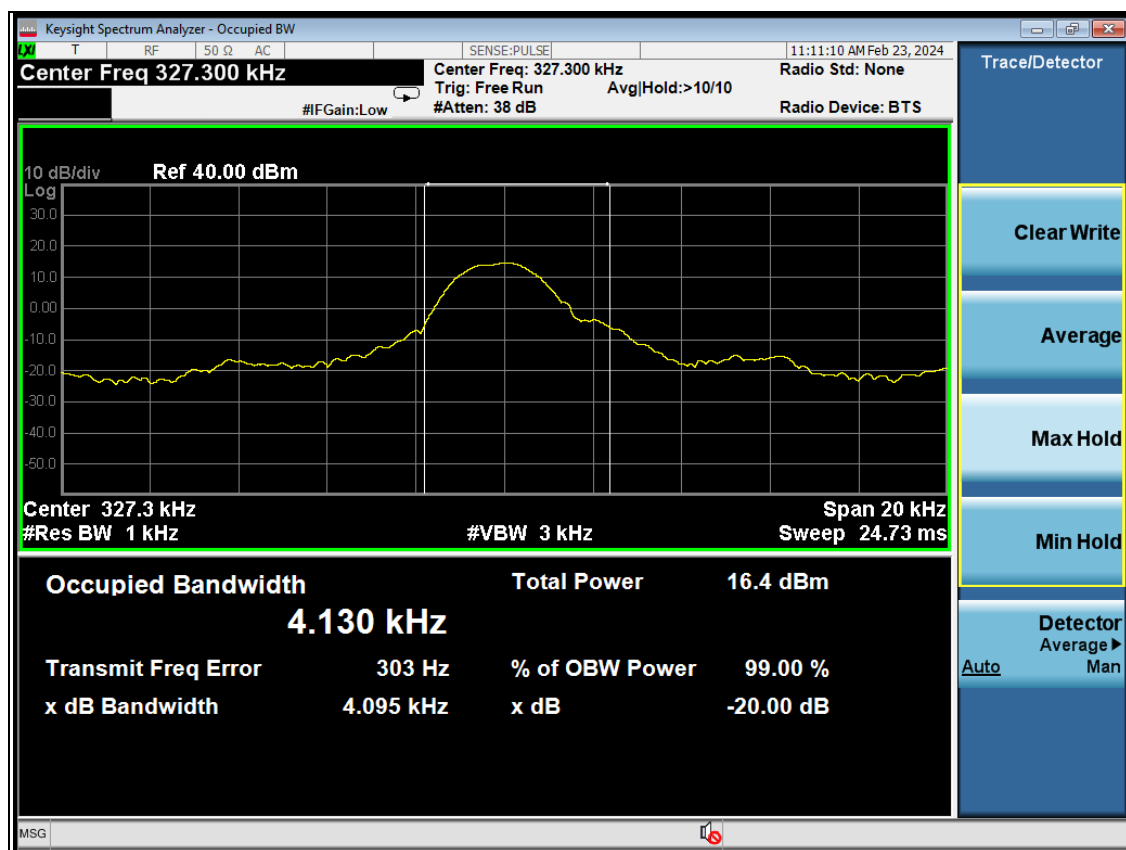 Keysight Spectrum Analyzer - Occupied BW
LXI T RF 50 Ω AC SENSE:PULSE 11:11:10 AM Feb 23, 2024
Center Freq 327.300 kHz
Center Freq: 327.300 kHz Radio Std: None
Trig: Free Run Avg|Hold:>10/10
#IFGain:Low #Atten: 38 dB Radio Device: BTS
10 dB/div Ref 40.00 dBm
Log
30.0
20.0
10.0
0.00
-10.0
-20.0
-30.0
-40.0
-50.0
Center 327.3 kHz Span 20 kHz
#Res BW 1 kHz #VBW 3 kHz Sweep 24.73 ms
Occupied Bandwidth Total Power 16.4 dBm
4.130 kHz
Transmit Freq Error 303 Hz % of OBW Power 99.00 %
x dB Bandwidth 4.095 kHz x dB -20.00 dB
Trace/Detector
Clear Write
Average
Max Hold
Min Hold
Detector
Average▶
Auto Man
MSG